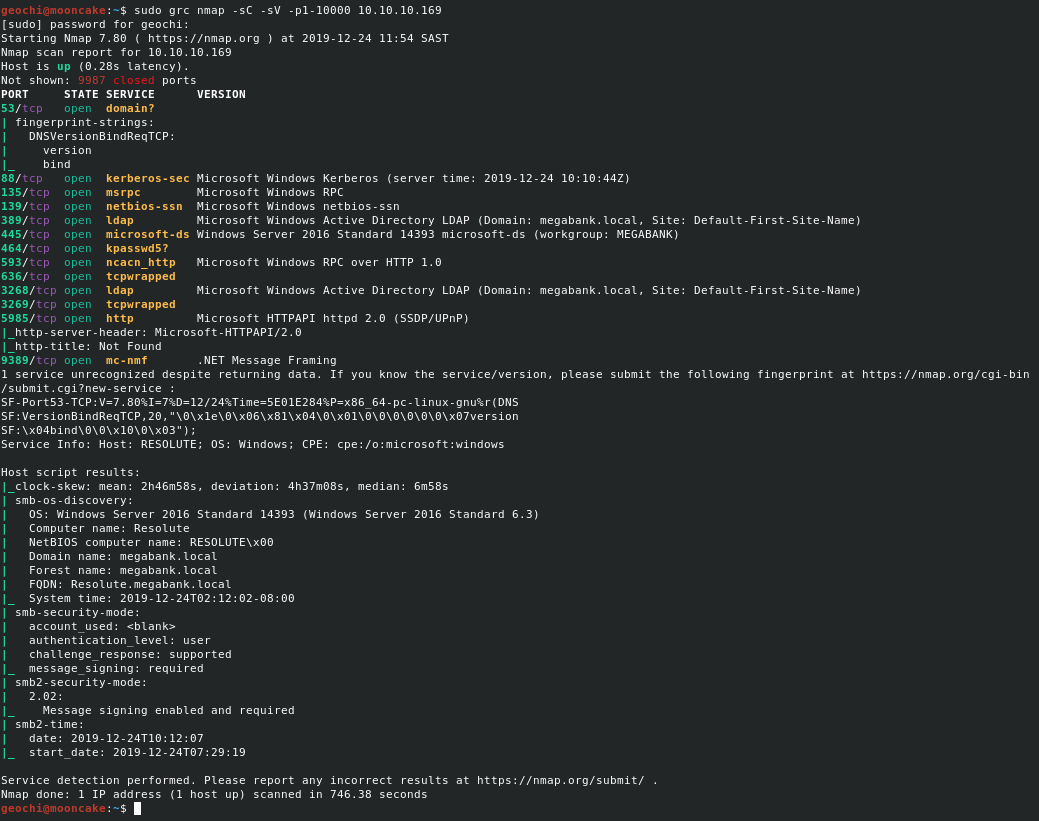 geochi@mooncake:~$ sudo grc nmap -sC -sV -p1-10000 10.10.10.169
[sudo] password for geochi:
Starting Nmap 7.80 ( https://nmap.org ) at 2019-12-24 11:54 SAST
Nmap scan report for 10.10.10.169
Host is up (0.28s latency).
Not shown: 9987 closed ports
PORT     STATE SERVICE      VERSION
53/tcp   open  domain?
| fingerprint-strings:
|   DNSVersionBindReqTCP:
|     version
|_    bind
88/tcp   open  kerberos-sec Microsoft Windows Kerberos (server time: 2019-12-24 10:10:44Z)
135/tcp  open  msrpc        Microsoft Windows RPC
139/tcp  open  netbios-ssn  Microsoft Windows netbios-ssn
389/tcp  open  ldap         Microsoft Windows Active Directory LDAP (Domain: megabank.local, Site: Default-First-Site-Name)
445/tcp  open  microsoft-ds Windows Server 2016 Standard 14393 microsoft-ds (workgroup: MEGABANK)
464/tcp  open  kpasswd5?
593/tcp  open  ncacn_http   Microsoft Windows RPC over HTTP 1.0
636/tcp  open  tcpwrapped
3268/tcp open  ldap         Microsoft Windows Active Directory LDAP (Domain: megabank.local, Site: Default-First-Site-Name)
3269/tcp open  tcpwrapped
5985/tcp open  http         Microsoft HTTPAPI httpd 2.0 (SSDP/UPnP)
|_http-server-header: Microsoft-HTTPAPI/2.0
|_http-title: Not Found
9389/tcp open  mc-nmf       .NET Message Framing
1 service unrecognized despite returning data. If you know the service/version, please submit the following fingerprint at https://nmap.org/cgi-bin
/submit.cgi?new-service :
SF-Port53-TCP:V=7.80%I=7%D=12/24%Time=5E01E284%P=x86_64-pc-linux-gnu%r(DNS
SF:VersionBindReqTCP,20,"\0\x1e\0\x06\x81\x04\0\x01\0\0\0\0\0\0\x07version
SF:\x04bind\0\0\x10\0\x03");
Service Info: Host: RESOLUTE; OS: Windows; CPE: cpe:/o:microsoft:windows

Host script results:
|_clock-skew: mean: 2h46m58s, deviation: 4h37m08s, median: 6m58s
| smb-os-discovery:
|   OS: Windows Server 2016 Standard 14393 (Windows Server 2016 Standard 6.3)
|   Computer name: Resolute
|   NetBIOS computer name: RESOLUTE\x00
|   Domain name: megabank.local
|   Forest name: megabank.local
|   FQDN: Resolute.megabank.local
|_  System time: 2019-12-24T02:12:02-08:00
| smb-security-mode:
|   account_used: <blank>
|   authentication_level: user
|   challenge_response: supported
|_  message_signing: required
| smb2-security-mode:
|   2.02:
|_    Message signing enabled and required
| smb2-time:
|   date: 2019-12-24T10:12:07
|_  start_date: 2019-12-24T07:29:19

Service detection performed. Please report any incorrect results at https://nmap.org/submit/ .
Nmap done: 1 IP address (1 host up) scanned in 746.38 seconds
geochi@mooncake:~$